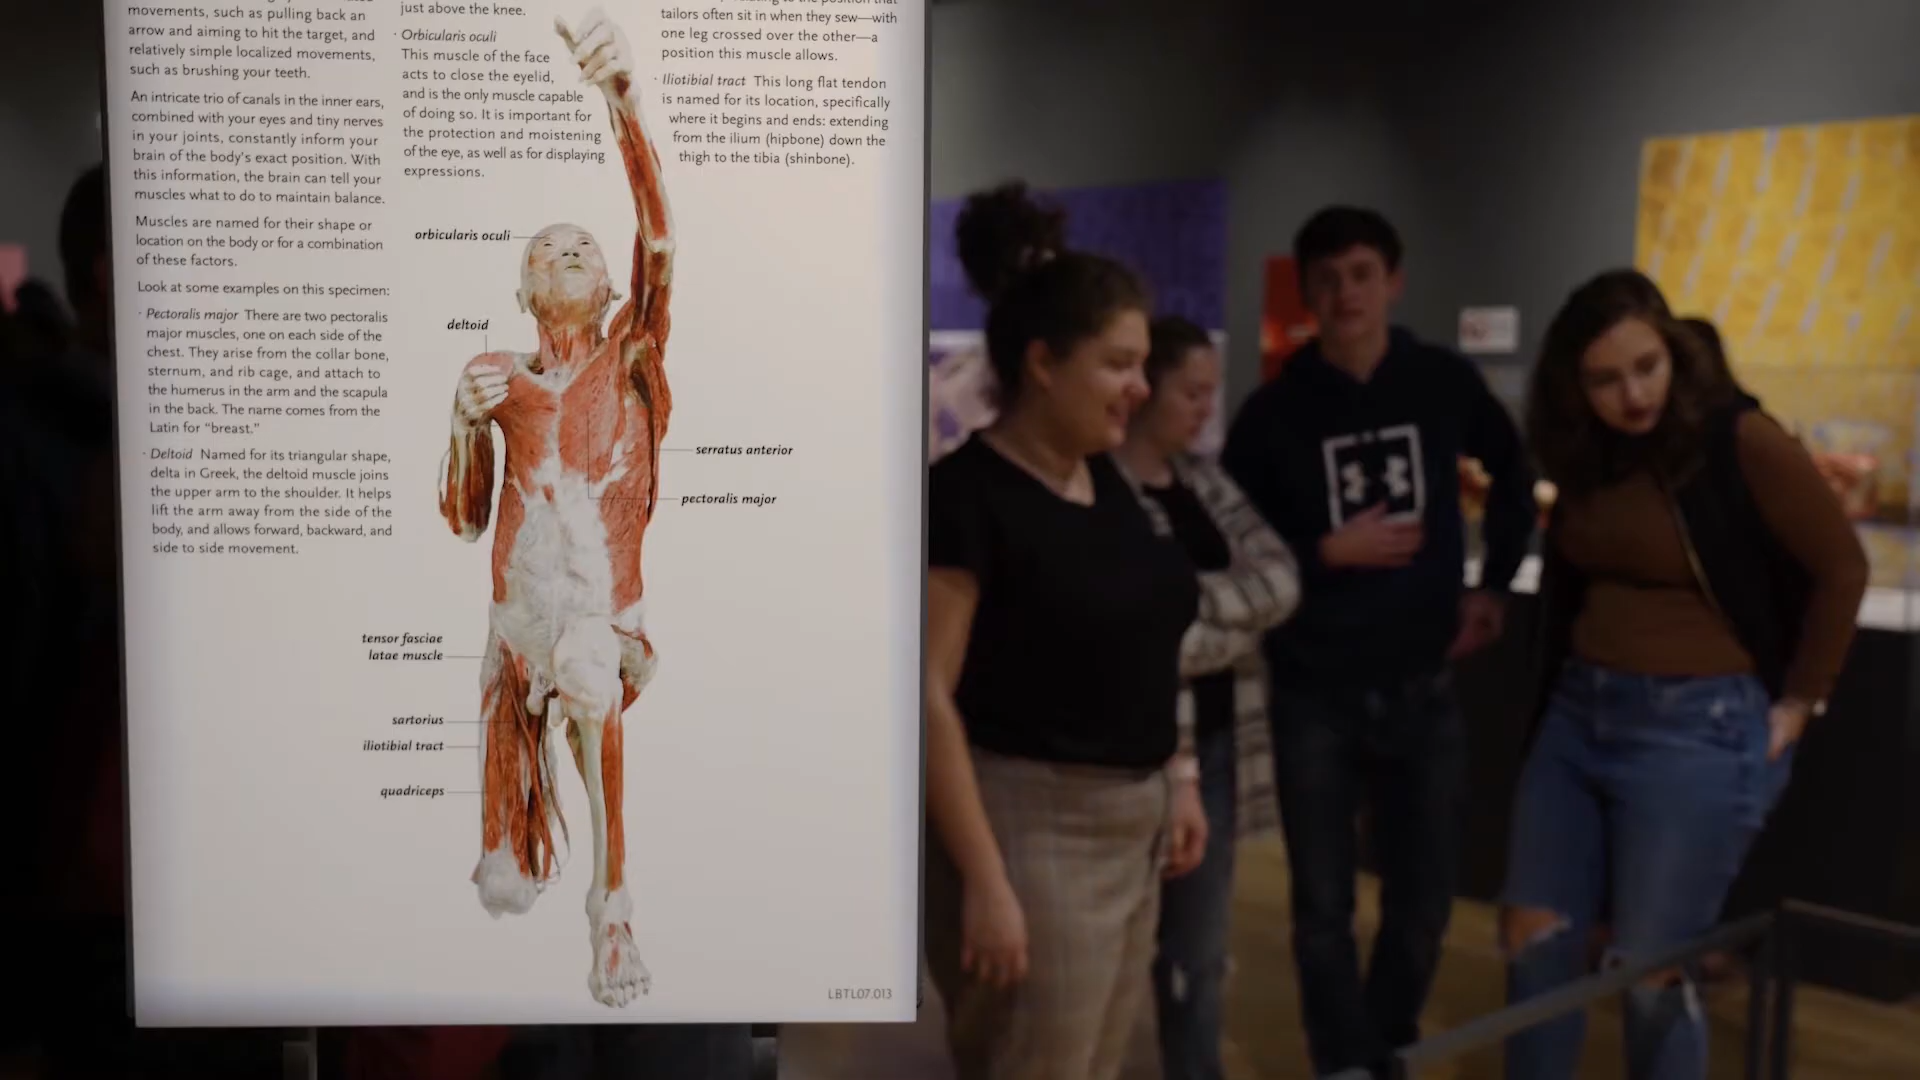 movements, such as pulling back an
arrow and aiming to hit the target, and
relatively simple localized movements,
such as brushing your teeth.
An intricate trio of canals in the inner ears,
combined with your eyes and tiny nerves
in your joints, constantly inform your
brain of the body's exact position. With
this information, the brain can tell your
muscles what to do to maintain balance.
Muscles are named for their shape or
location on the body or for a combination
of these factors.
Look at some examples on this specimen:
· Pectoralis major There are two pectoralis
major muscles, one on each side of the
chest. They arise from the collar bone,
sternum, and rib cage, and attach to
the humerus in the arm and the scapula
in the back. The name comes from the
Latin for “breast.”
· Deltoid Named for its triangular shape,
delta in Greek, the deltoid muscle joins
the upper arm to the shoulder. It helps
lift the arm away from the side of the
body, and allows forward, backward, and
side to side movement.
just above the knee.
· Orbicularis oculi
This muscle of the face
acts to close the eyelid,
and is the only muscle capable
of doing so. It is important for
the protection and moistening
of the eye, as well as for displaying
expressions.
tailors often sit in when they sew—with
one leg crossed over the other—a
position this muscle allows.
· Iliotibial tract This long flat tendon
is named for its location, specifically
where it begins and ends: extending
from the ilium (hipbone) down the
thigh to the tibia (shinbone).
orbicularis oculi
deltoid
serratus anterior
pectoralis major
tensor fasciae
latae muscle
sartorius
iliotibial tract
quadriceps
LBTL07.013